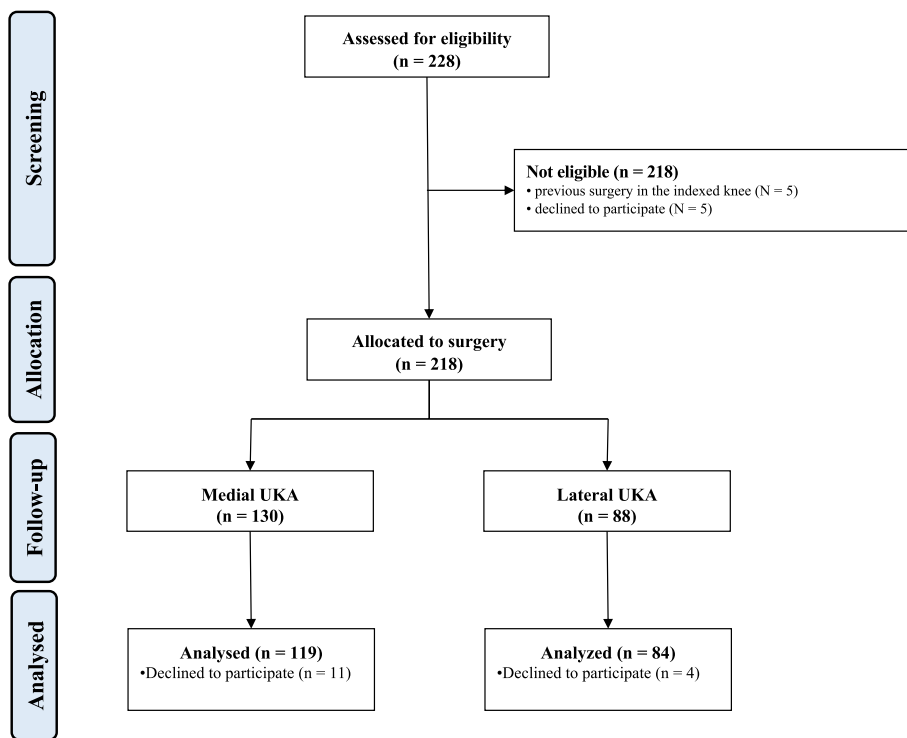 Screening
Assessed for eligibility
(n = 228)
Not eligible (n = 218)
• previous surgery in the indexed knee (N = 5)
• declined to participate (N = 5)
Allocation
Allocated to surgery
(n = 218)
Follow-up
Medial UKA
(n = 130)
Lateral UKA
(n = 88)
Analysed
Analysed (n = 119)
•Declined to participate (n = 11)
Analyzed (n = 84)
•Declined to participate (n = 4)